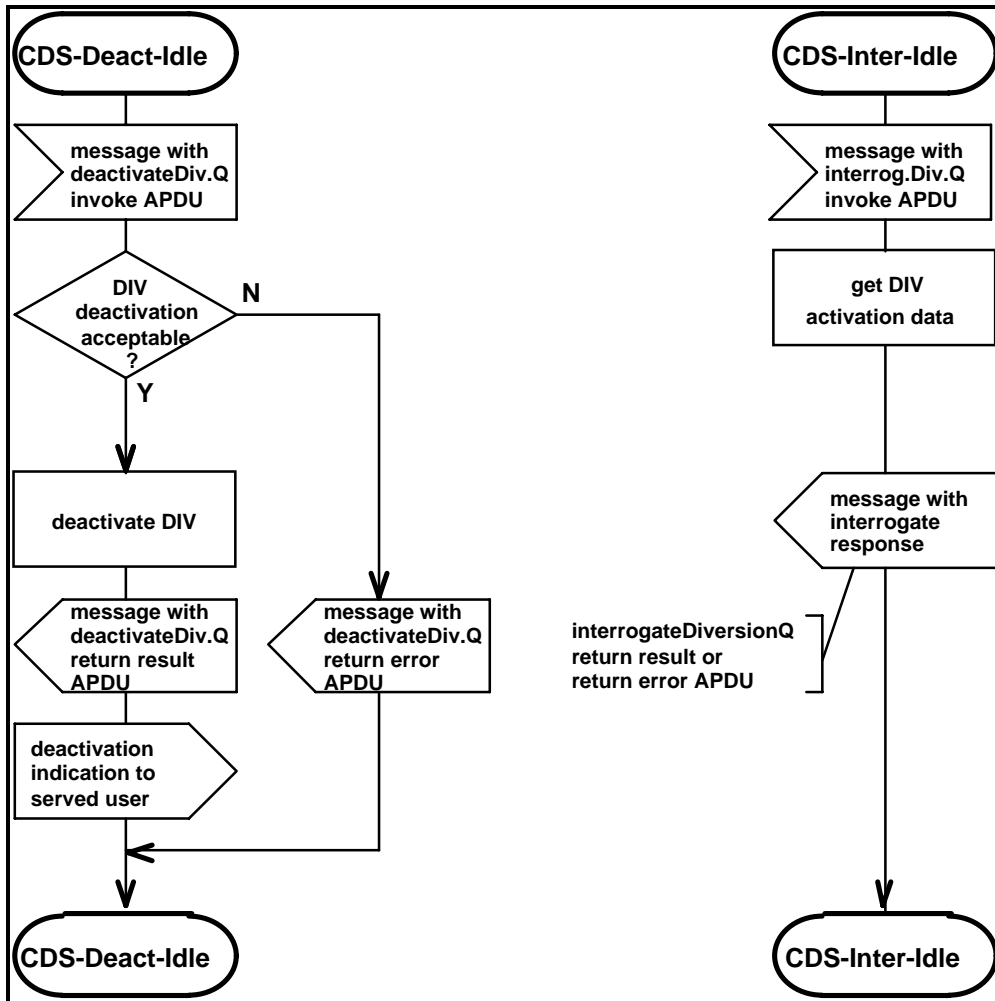 CDS-Deact-Idle
message with
deactivateDiv.Q
invoke APDU
DIV
deactivation
acceptable
?
N
Y
deactivate DIV
message with
deactivateDiv.Q
return result
APDU
message with
deactivateDiv.Q
return error
APDU
deactivation
indication to
served user
CDS-Deact-Idle
CDS-Inter-Idle
message with
interrog.Div.Q
invoke APDU
get DIV
activation data
message with
interrogate
response
interrogateDiversionQ
return result or
return error APDU
CDS-Inter-Idle